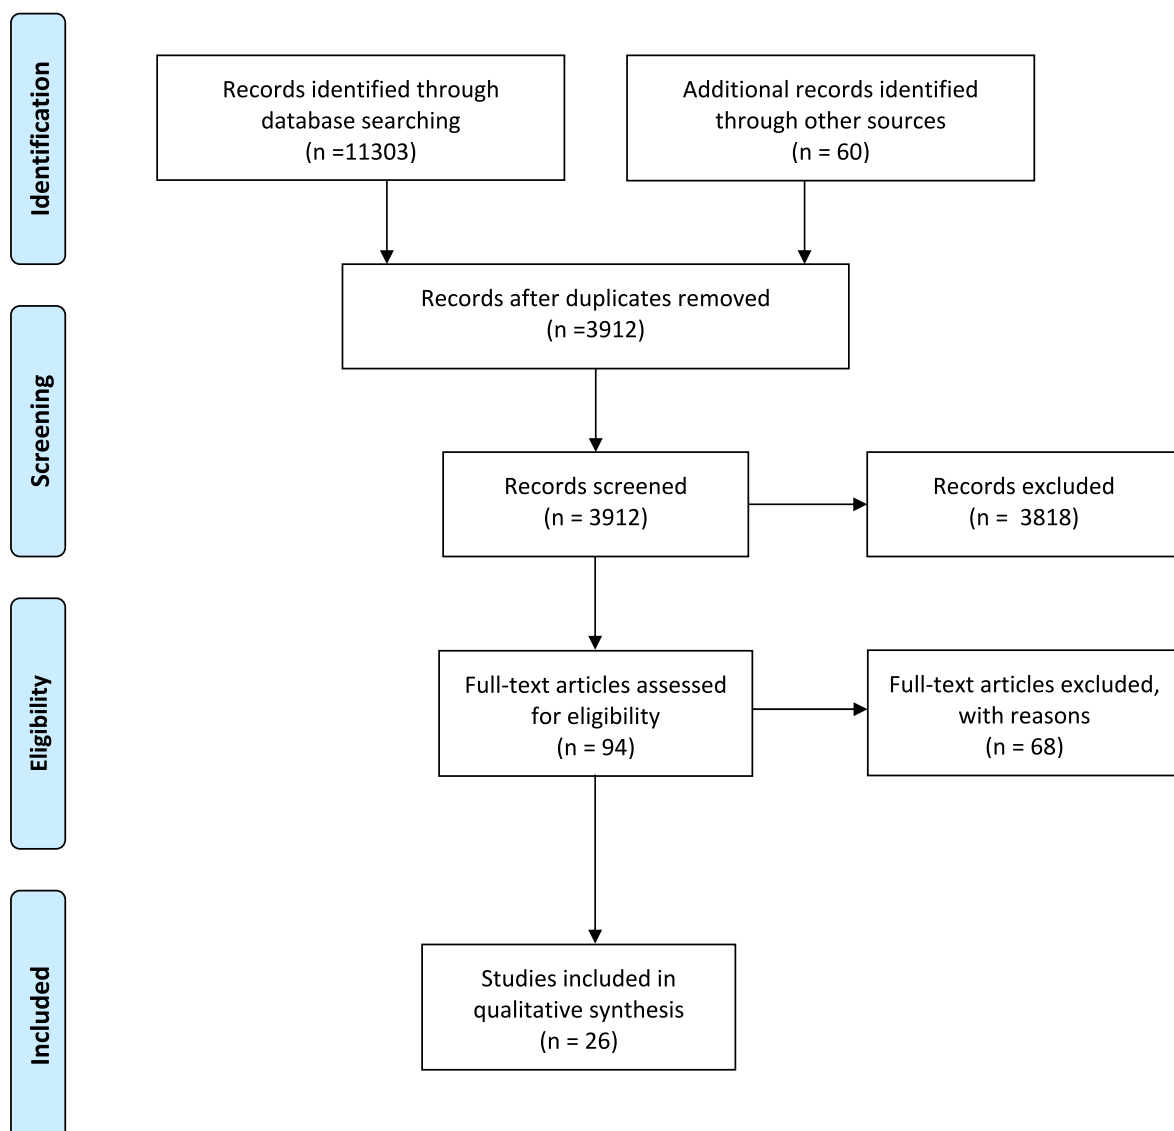 Identification
Records identified through
database searching
(n =11303)
Additional records identified
through other sources
(n = 60)
Records after duplicates removed
(n =3912)
Screening
Records screened
(n = 3912)
Records excluded
(n =  3818)
Eligibility
Full-text articles assessed
for eligibility
(n = 94)
Full-text articles excluded,
with reasons
(n = 68)
Included
Studies included in
qualitative synthesis
(n = 26)